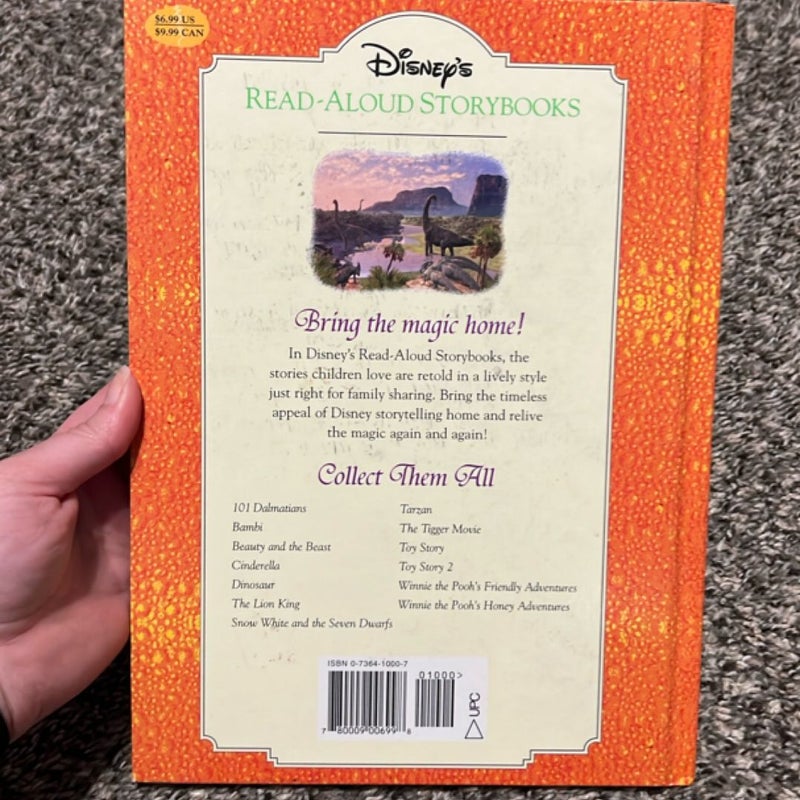 $6.99 US
$9.99 CAN
Disney's
READ-ALOUD STORYBOOKS
Bring the magic home!
In Disney's Read-Aloud Storybooks, the
stories children love are retold in a lively style
just right for family sharing. Bring the timeless
appeal of Disney storytelling home and relive
the magic again and again!
Collect Them All
101 Dalmatians
Bambi
Beauty and the Beast
Cinderella
Dinosaur
The Lion King
Snow White and the Seven Dwarfs
Tarzan
The Tigger Movie
Toy Story
Toy Story 2
Winnie the Pooh's Friendly Adventures
Winnie the Pooh's Honey Adventures
ISBN 0-7364-1000-7
01000>
7 80009 00699 8
UPC